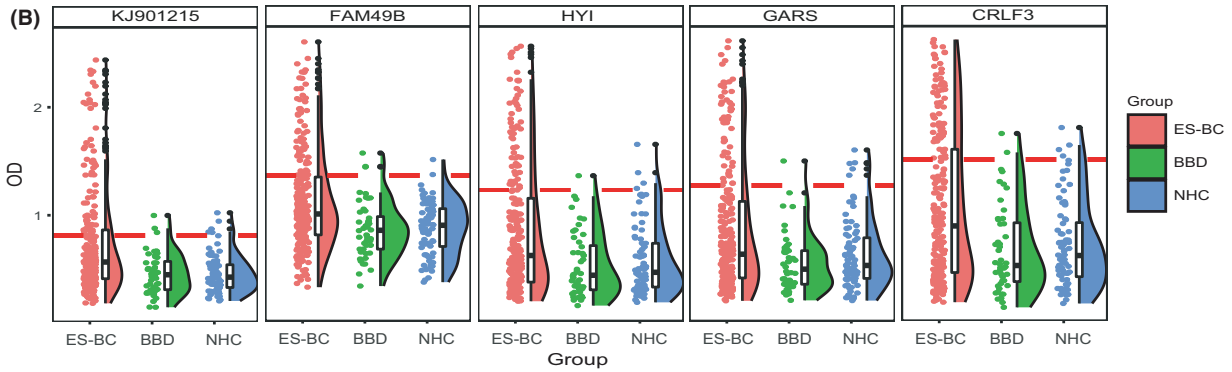 (B)
KJ901215 FAM49B HYI GARS CRLF3
Group
ES-BC
BBD
NHC
2
1
OD
ES-BC BBD NHC ES-BC BBD NHC ES-BC BBD NHC ES-BC BBD NHC ES-BC BBD NHC
Group